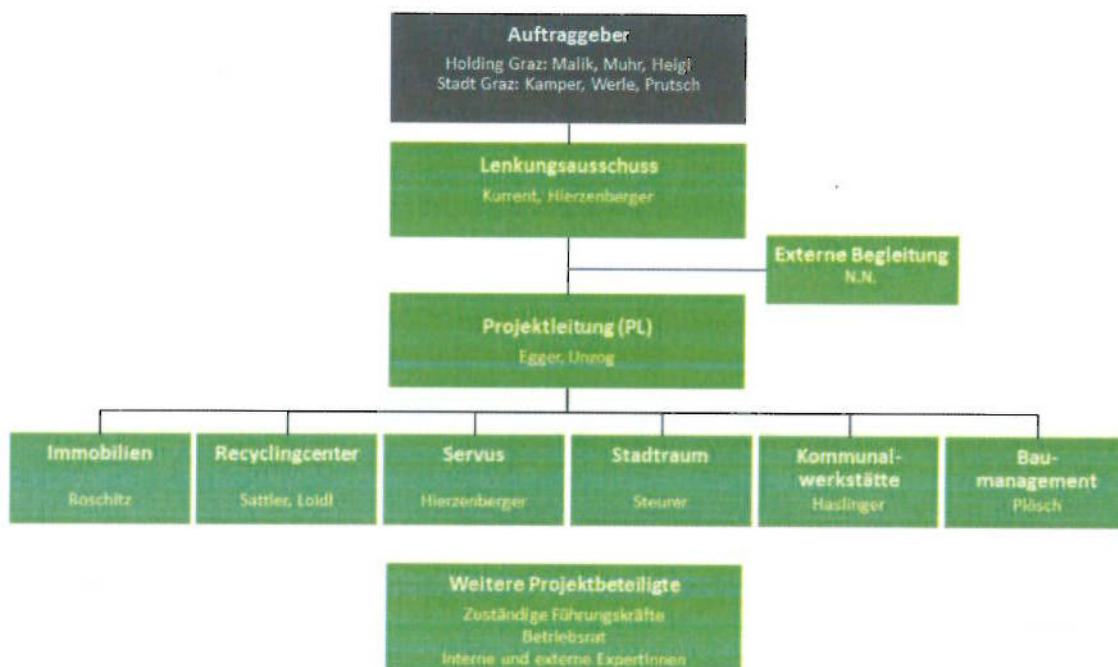 Auftraggeber
Holding Graz: Malik, Muhr, Heigl
Stadt Graz: Kamper, Werle, Prutsch
Lenkungsausschuss
Kurrent, Hierzenberger
Externe Begleitung
N.N.
Projektleitung (PL)
Egger, Unzog
Immobilien
Roschitz
Recyclingcenter
Sattler, Loidl
Servus
Hierzenberger
Stadtraum
Steurer
Kommunal-
werkstätte
Haslinger
Bau-
management
Plösch
Weitere Projektbeteiligte
Zuständige Führungskräfte
Betriebsrat
Interne und externe ExpertInnen